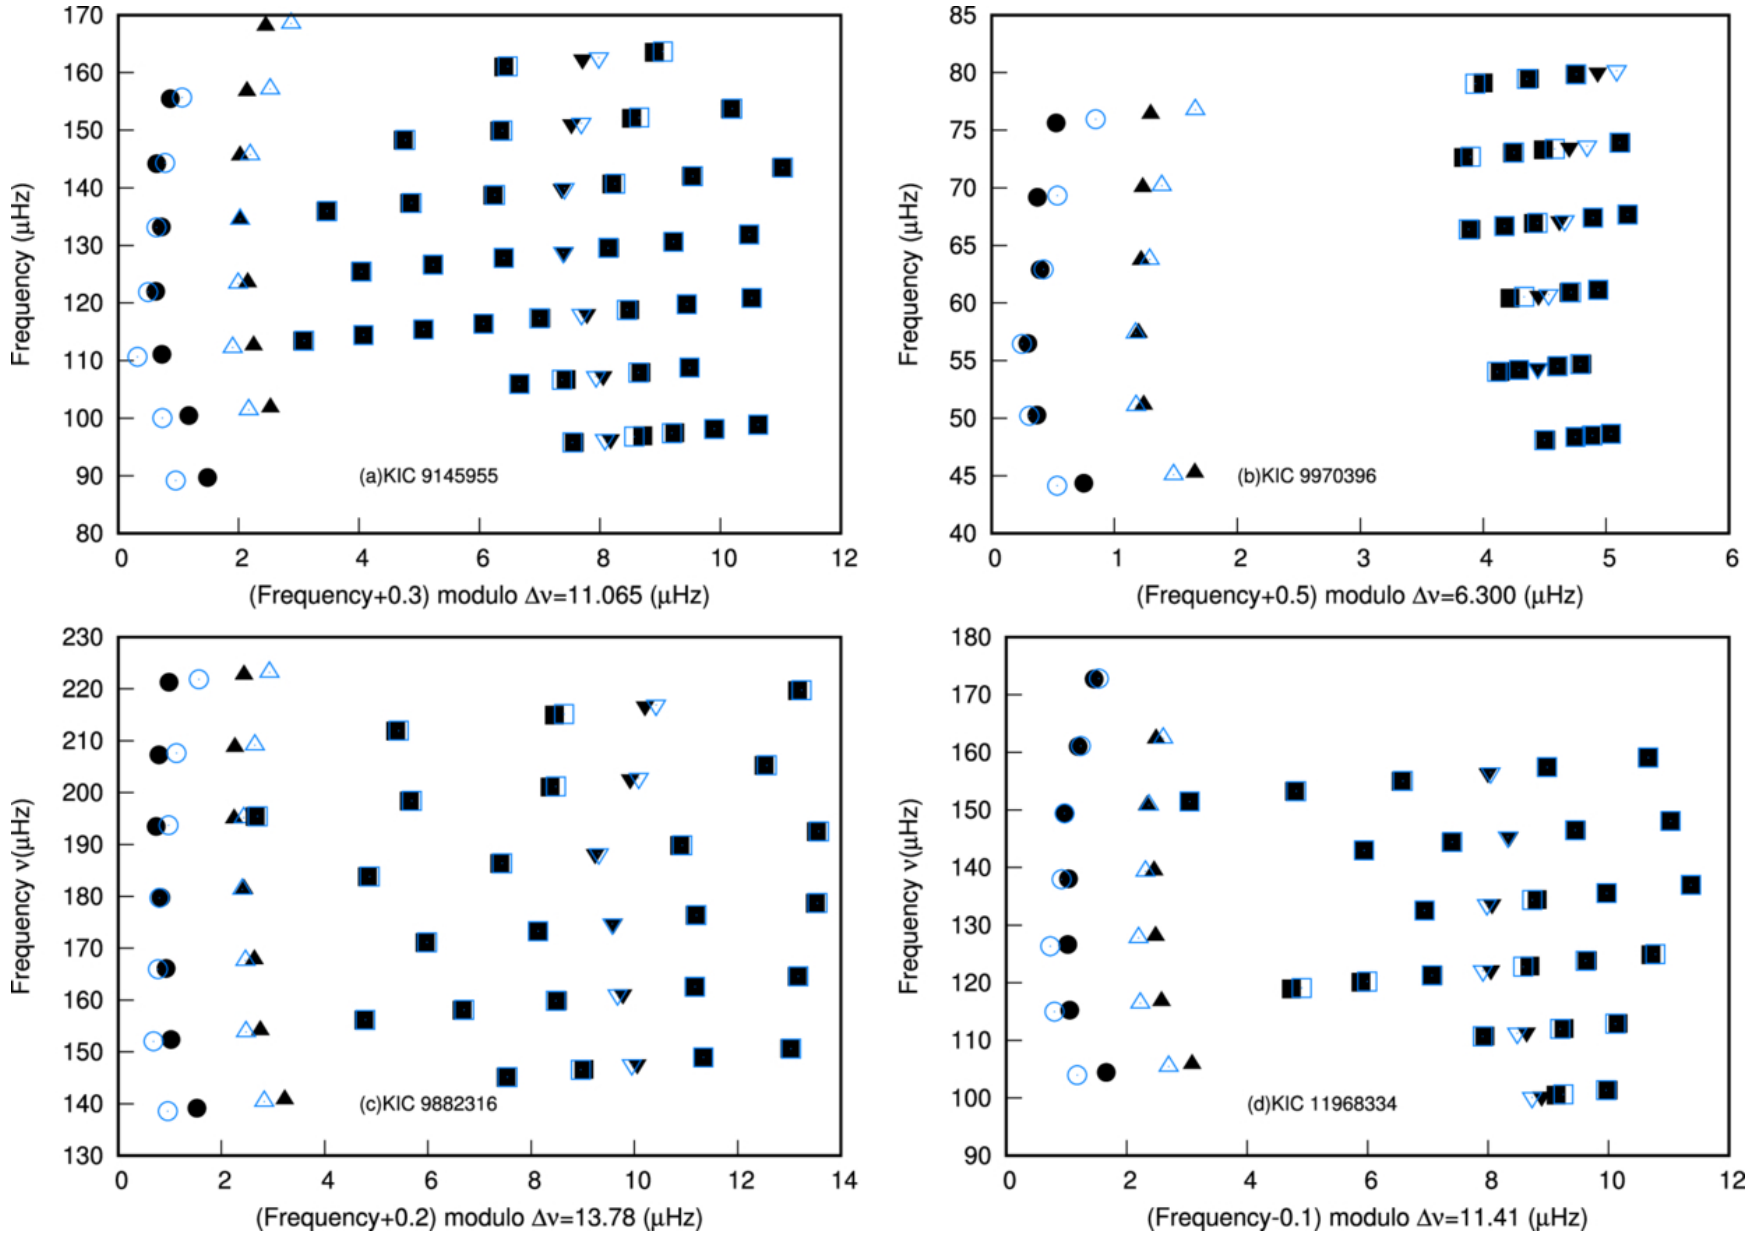 170
160
150
140
130
120
110
100
90
80
Frequency (μHz)
(a)KIC 9145955
0 2 4 6 8 10 12
(Frequency+0.3) modulo Δν=11.065 (μHz)
85
80
75
70
65
60
55
50
45
40
Frequency (μHz)
(b)KIC 9970396
0 1 2 3 4 5 6
(Frequency+0.5) modulo Δν=6.300 (μHz)
230
220
210
200
190
180
170
160
150
140
130
Frequency ν(μHz)
(c)KIC 9882316
0 2 4 6 8 10 12 14
(Frequency+0.2) modulo Δν=13.78 (μHz)
180
170
160
150
140
130
120
110
100
90
Frequency ν(μHz)
(d)KIC 11968334
0 2 4 6 8 10 12
(Frequency-0.1) modulo Δν=11.41 (μHz)